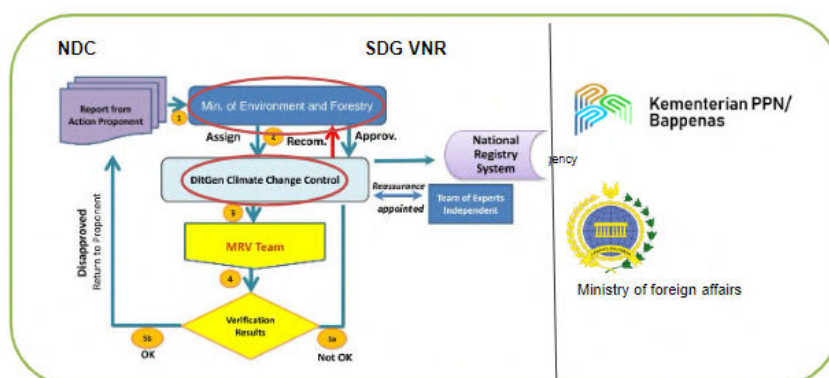 NDC
SDG VNR
Report from
Action Proponent
1
Min. of Environment and Forestry
Assign
2
Recom.
Approv.
National
Registry
System
ency
DitGen Climate Change Control
Reassurance
appointed
Team of Experts
Independent
3
MRV Team
4
Verification
Results
Disapproved
Return to Proponent
5b
OK
Not OK
Kementerian PPN/
Bappenas
Ministry of foreign affairs